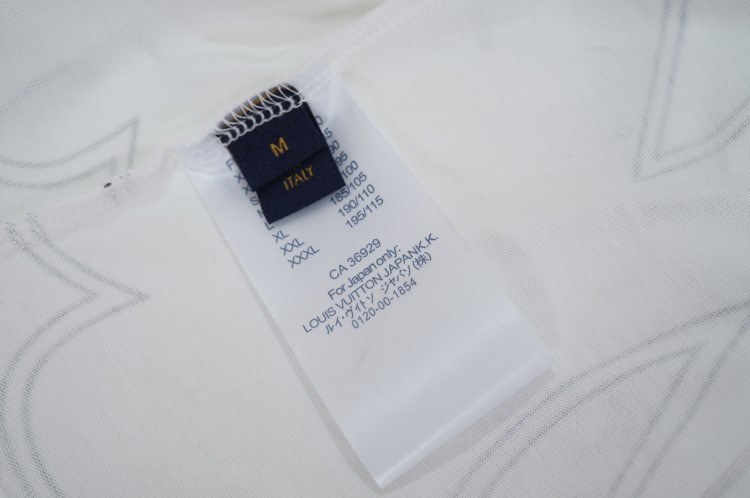 M
ITALY
185/105
XL 190/110
XXL 195/115
XXXL
CA 36929
For Japan only:
LOUIS VUITTON JAPAN K.K.
ルイ・ヴィトン ジャパン(株)
0120-00-1854